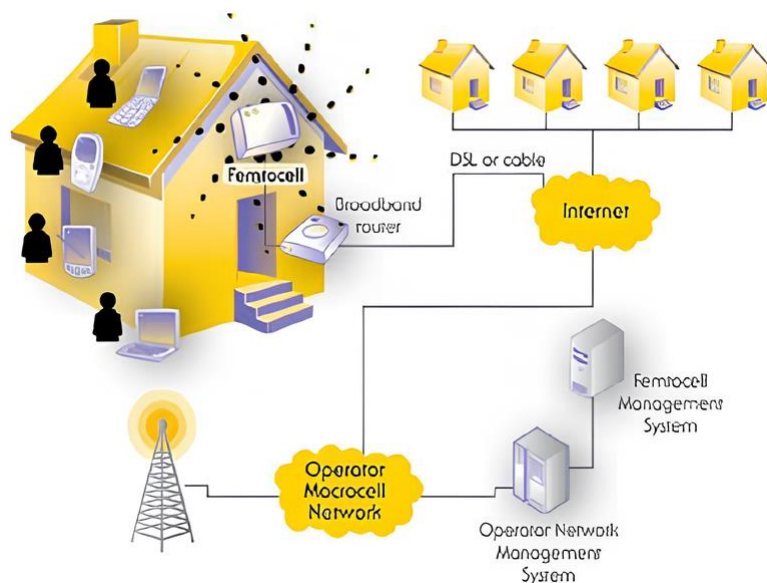 Femtocell
Broadband
router
DSL or cable
Internet
Femtocell
Management
System
Operator
Macrocell
Network
Operator Network
Management
System